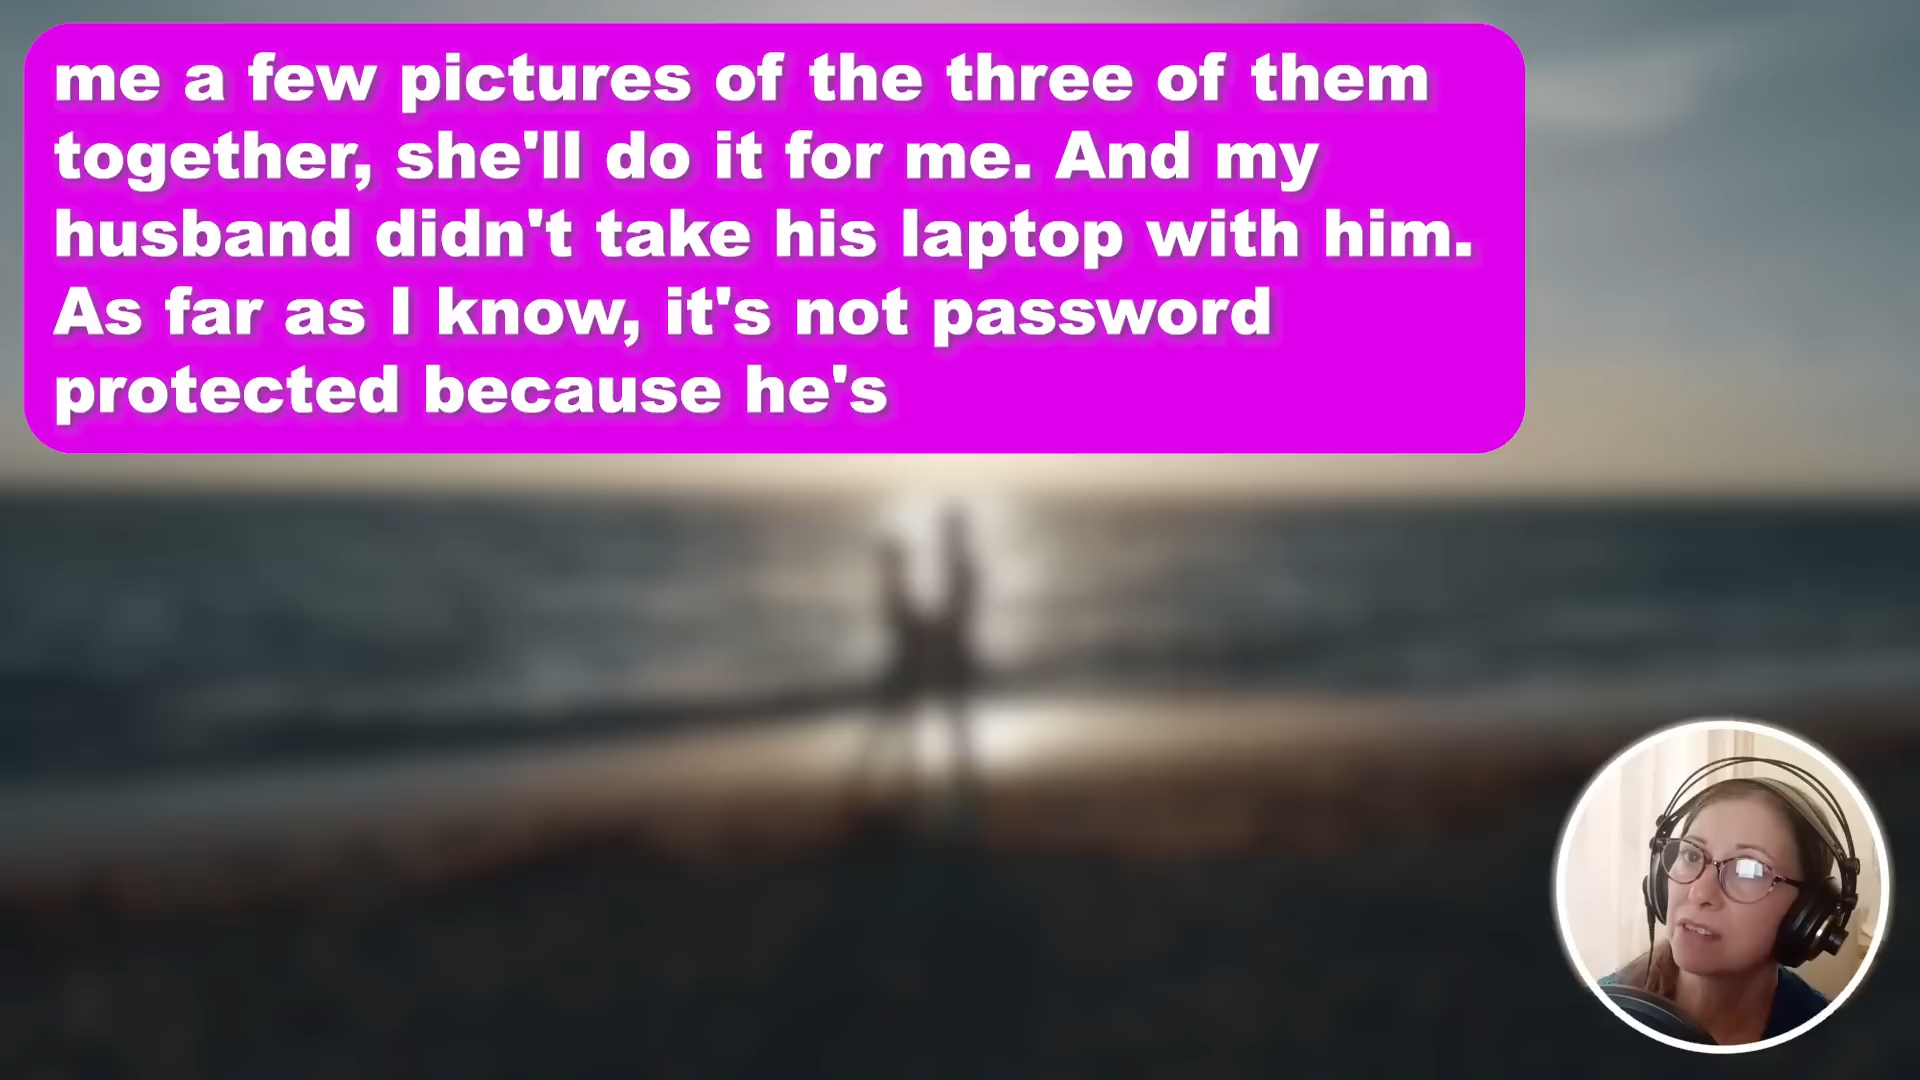 me a few pictures of the three of them
together, she'll do it for me. And my
husband didn't take his laptop with him.
As far as I know, it's not password
protected because he's